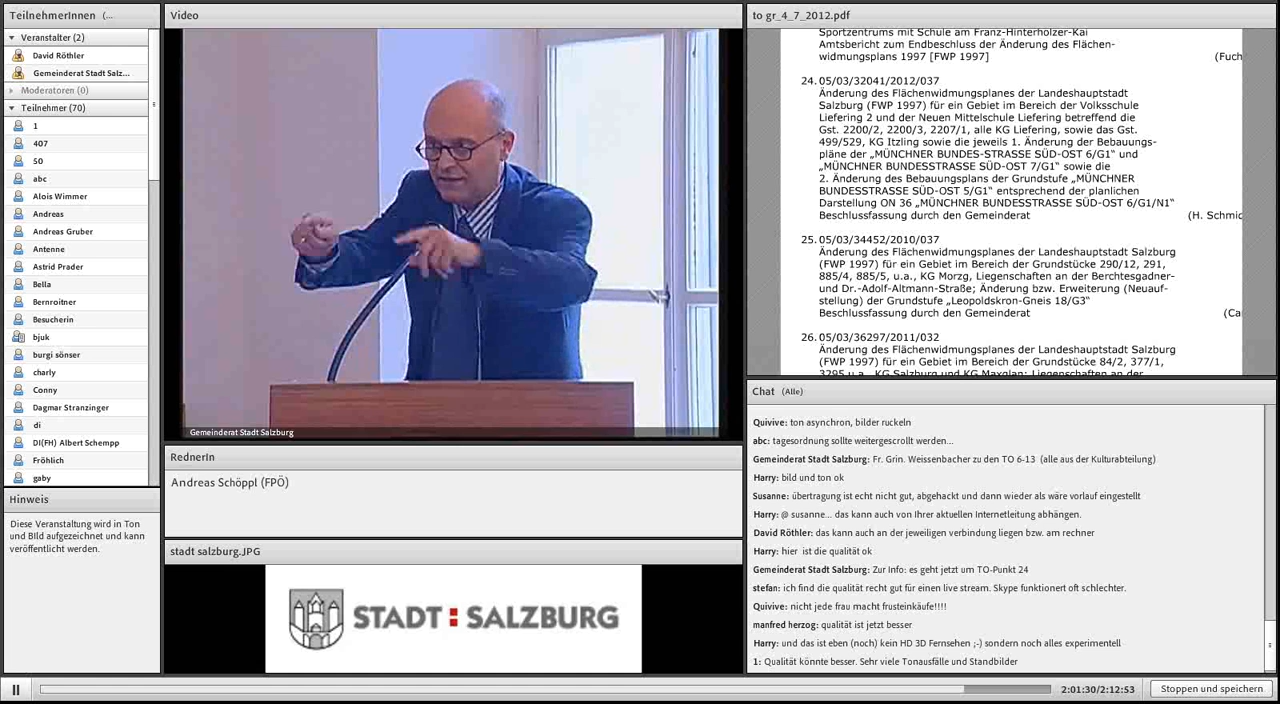 TeilnehmerInnen (...
Veranstalter (2)
David Röthler
Gemeinderat Stadt Salz...
Moderatoren (0)
Teilnehmer (70)
1
407
50
abc
Alois Wimmer
Andreas
Andreas Gruber
Antenne
Astrid Prader
Bella
Bernroitner
Besucherin
bjuk
burgi sönser
charly
Conny
Dagmar Stranzinger
di
DI(FH) Albert Schempp
Fröhlich
gaby
Hinweis
Diese Veranstaltung wird in Ton
und Bild aufgezeichnet und kann
veröffentlicht werden.
Video
Gemeinderat Stadt Salzburg
RednerIn
Andreas Schöppl (FPÖ)
stadt salzburg.JPG
STADT : SALZBURG
to gr_4_7_2012.pdf
Sportzentrums mit Schule am Franz-Hinterholzer-Kai
Amtsbericht zum Endbeschluss der Änderung des Flächen-
widmungsplans 1997 [FWP 1997] (Fuch
24. 05/03/32041/2012/037
Änderung des Flächenwidmungsplanes der Landeshauptstadt
Salzburg (FWP 1997) für ein Gebiet im Bereich der Volksschule
Liefering 2 und der Neuen Mittelschule Liefering betreffend die
Gst. 2200/2, 2200/3, 2207/1, alle KG Liefering, sowie das Gst.
499/529, KG Itzling sowie die jeweils 1. Änderung der Bebauungs-
pläne der „MÜNCHNER BUNDES-STRASSE SÜD-OST 6/G1“ und
„MÜNCHNER BUNDESSTRASSE SÜD-OST 7/G1“ sowie die
2. Änderung des Bebauungsplans der Grundstufe „MÜNCHNER
BUNDESSTRASSE SÜD-OST 5/G1“ entsprechend der planlichen
Darstellung ON 36 „MÜNCHNER BUNDESSTRASSE SÜD-OST 6/G1/N1“
Beschlussfassung durch den Gemeinderat (H. Schmid
25. 05/03/34452/2010/037
Änderung des Flächenwidmungsplanes der Landeshauptstadt Salzburg
(FWP 1997) für ein Gebiet im Bereich der Grundstücke 290/12, 291,
885/4, 885/5, u.a., KG Morzg, Liegenschaften an der Berchtesgadner-
und Dr.-Adolf-Altmann-Straße; Änderung bzw. Erweiterung (Neuauf-
stellung) der Grundstufe „Leopoldskron-Gneis 18/G3“
Beschlussfassung durch den Gemeinderat (Ca
26. 05/03/36297/2011/032
Änderung des Flächenwidmungsplanes der Landeshauptstadt Salzburg
(FWP 1997) für ein Gebiet im Bereich der Grundstücke 84/2, 377/1,
3295 u.a., KG Salzburg und KG Maxglan; Liegenschaften an der
Chat (Alle)
Quivive: ton asynchron, bilder ruckeln
abc: tagesordnung sollte weitergescrollt werden...
Gemeinderat Stadt Salzburg: Fr. Grin. Weissenbacher zu den TO 6-13 (alle aus der Kulturabteilung)
Harry: bild und ton ok
Susanne: übertragung ist echt nicht gut, abgehackt und dann wieder als wäre vorlauf eingestellt
Harry: @ susanne... das kann auch von Ihrer aktuellen Internetleitung abhängen.
David Röthler: das kann auch an der jeweiligen verbindung liegen bzw. am rechner
Harry: hier ist die qualität ok
Gemeinderat Stadt Salzburg: Zur Info: es geht jetzt um TO-Punkt 24
stefan: ich find die qualität recht gut für einen live stream. Skype funktionert oft schlechter.
Quivive: nicht jede frau macht frusteinkäufe!!!!
manfred herzog: qualität ist jetzt besser
Harry: und das ist eben (noch) kein HD 3D Fernsehen ;-) sondern noch alles experimentell
1: Qualität könnte besser. Sehr viele Tonausfälle und Standbilder
2:01:30/2:12:53
Stoppen und speichern